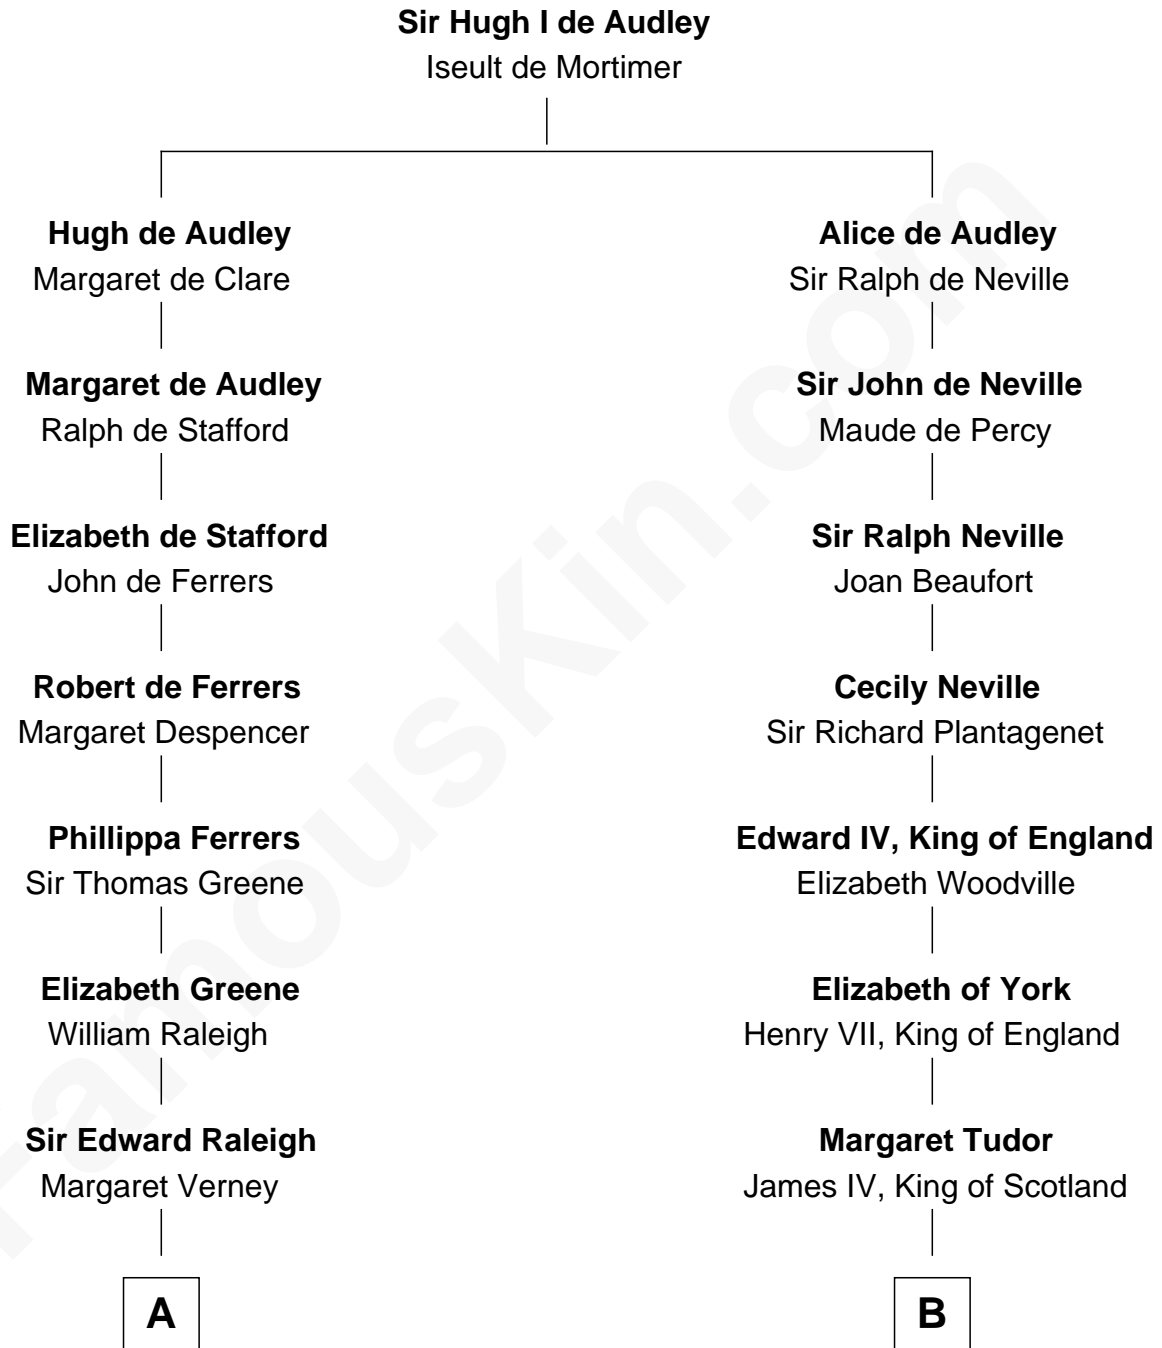 Sir Hugh I de Audley
Iseult de Mortimer
Hugh de Audley
Margaret de Clare
Alice de Audley
Sir Ralph de Neville
Margaret de Audley
Ralph de Stafford
Sir John de Neville
Maude de Percy
Elizabeth de Stafford
John de Ferrers
Sir Ralph Neville
Joan Beaufort
Robert de Ferrers
Margaret Despencer
Cecily Neville
Sir Richard Plantagenet
Phillippa Ferrers
Sir Thomas Greene
Edward IV, King of England
Elizabeth Woodville
Elizabeth Greene
William Raleigh
Elizabeth of York
Henry VII, King of England
Sir Edward Raleigh
Margaret Verney
Margaret Tudor
James IV, King of Scotland
A
B
FamousKin.com